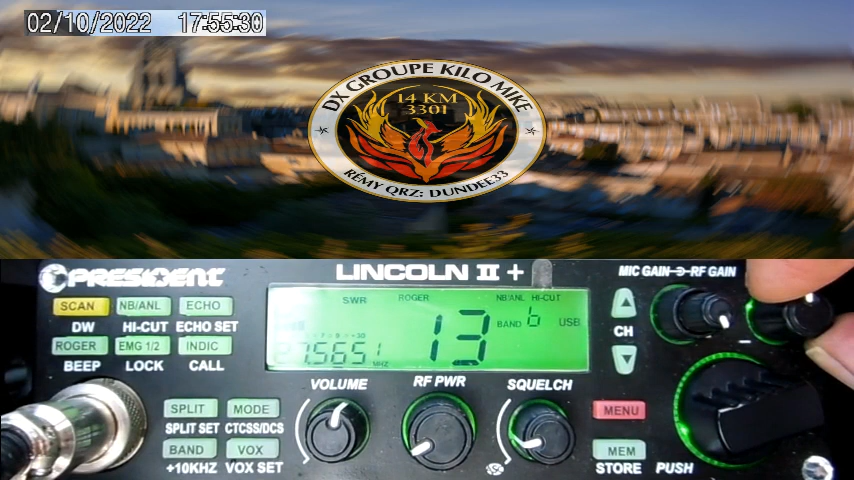 02/10/2022 17:55:30
DX GROUPE KILO MIKE
14 KM
3301
RÉMY QRZ: DUNDEE33
PRESIDENT
LINCOLN II +
MIC GAIN RF GAIN
SCAN NB/ANL ECHO
DW HI-CUT ECHO SET
ROGER EMG 1/2 INDIC
BEEP LOCK CALL
SWR ROGER NB/ANL HI-CUT
13 BAND b USB
27.5651 MHZ
CH
VOLUME RF PWR SQUELCH
SPLIT MODE
SPLIT SET CTCSS/DCS
BAND VOX
+10KHZ VOX SET
MENU
MEM
STORE PUSH